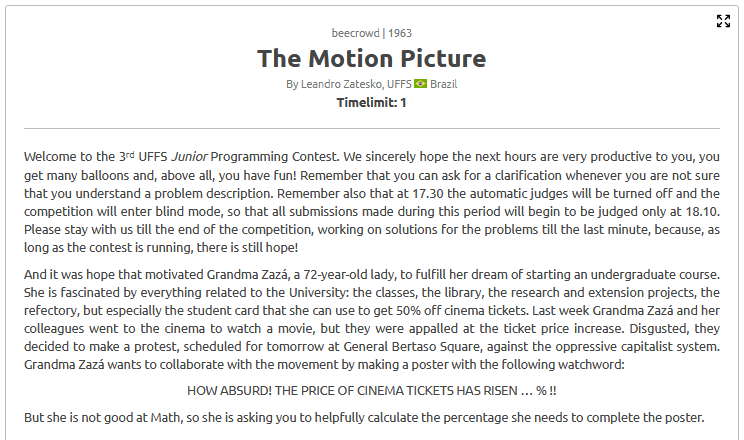 beecrowd | 1963
The Motion Picture
By Leandro Zatesko, UFFS Brazil
Timelimit: 1
Welcome to the 3rd UFFS Junior Programming Contest. We sincerely hope the next hours are very productive to you, you
get many balloons and, above all, you have fun! Remember that you can ask for a clarification whenever you are not sure
that you understand a problem description. Remember also that at 17.30 the automatic judges will be turned off and the
competition will enter blind mode, so that all submissions made during this period will begin to be judged only at 18.10.
Please stay with us till the end of the competition, working on solutions for the problems till the last minute, because, as
long as the contest is running, there is still hope!
And it was hope that motivated Grandma Zazá, a 72-year-old lady, to fulfill her dream of starting an undergraduate course.
She is fascinated by everything related to the University: the classes, the library, the research and extension projects, the
refectory, but especially the student card that she can use to get 50% off cinema tickets. Last week Grandma Zazá and her
colleagues went to the cinema to watch a movie, but they were appalled at the ticket price increase. Disgusted, they
decided to make a protest, scheduled for tomorrow at General Bertaso Square, against the oppressive capitalist system.
Grandma Zazá wants to collaborate with the movement by making a poster with the following watchword:
HOW ABSURD! THE PRICE OF CINEMA TICKETS HAS RISEN … % !!
But she is not good at Math, so she is asking you to helpfully calculate the percentage she needs to complete the poster.